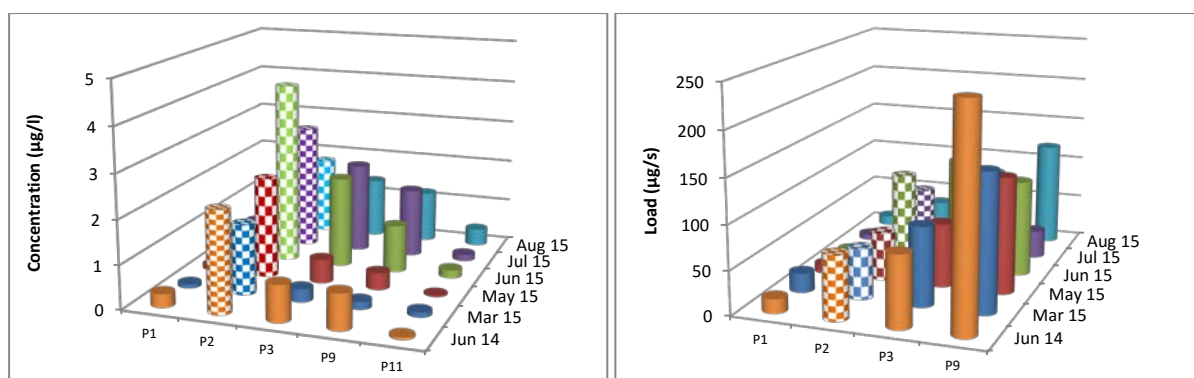 Concentration (µg/l)
5
4
3
2
1
0
P1
P2
P3
P9
P11
Jun 14
Mar 15
May 15
Jun 15
Jul 15
Aug 15
Load (µg/s)
250
200
150
100
50
0
P1
P2
P3
P9
Jun 14
Mar 15
May 15
Jun 15
Jul 15
Aug 15